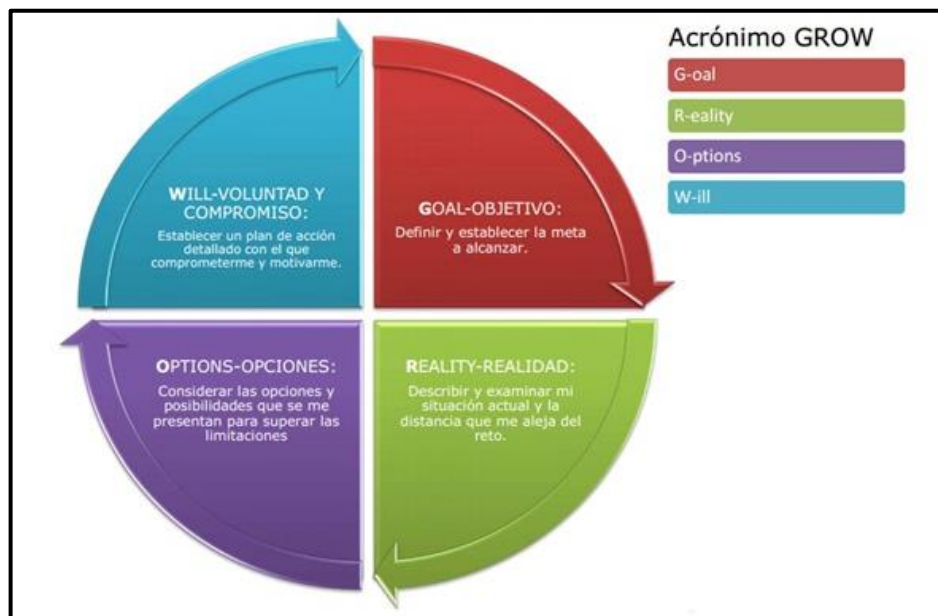 Acrónimo GROW
G-oal
R-eality
O-ptions
W-ill
WILL-VOLUNTAD Y
COMPROMISO:
Establecer un plan de acción
detallado con el que
comprometerme y motivarme.
GOAL-OBJETIVO:
Definir y establecer la meta
a alcanzar.
OPTIONS-OPCIONES:
Considerar las opciones y
posibilidades que se me
presentan para superar las
limitaciones
REALITY-REALIDAD:
Describir y examinar mi
situación actual y la
distancia que me aleja del
reto.